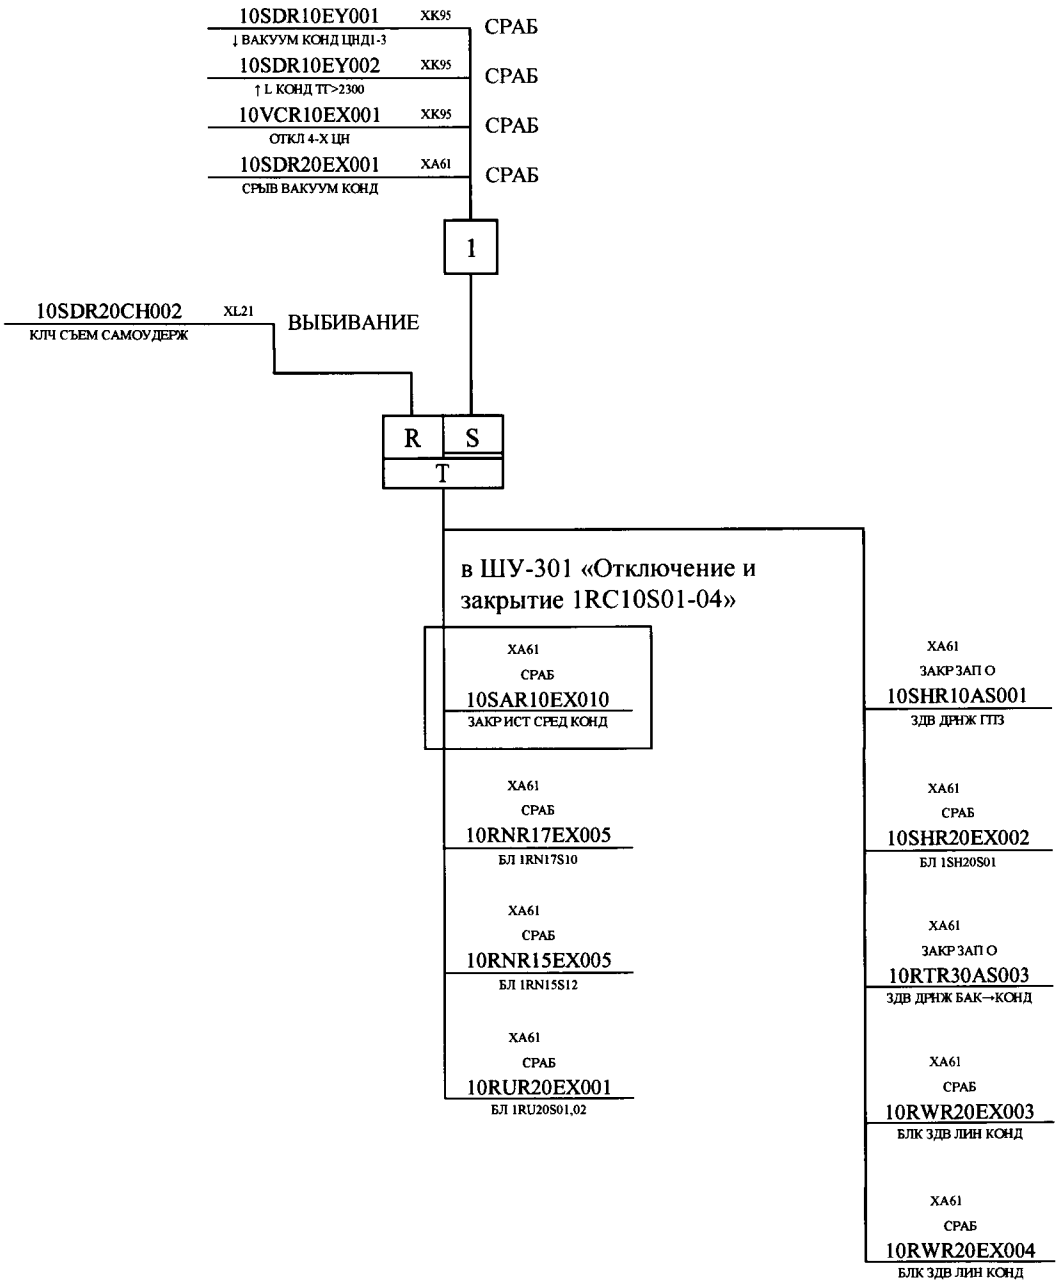 10SDR10EY001 XK95 СРАБ
↓ ВАКУУМ КОНД ЦНД1-3
10SDR10EY002 XK95 СРАБ
↑ L КОНД ТГ>2300
10VCR10EX001 XK95 СРАБ
ОТКЛ 4-Х ЦН
10SDR20EX001 XA61 СРАБ
СРЫВ ВАКУУМ КОНД
1
10SDR20CH002 XL21 ВЫБИВАНИЕ
КЛЧ СЪЕМ САМОУДЕРЖ
R S
T
в ШУ-301 «Отключение и
закрытие 1RC10S01-04»
XA61
СРАБ
10SAR10EX010
ЗАКР ИСТ СРЕД КОНД
XA61
СРАБ
10RNR17EX005
БЛ 1RN17S10
XA61
СРАБ
10RNR15EX005
БЛ 1RN15S12
XA61
СРАБ
10RUR20EX001
БЛ 1RU20S01,02
XA61
ЗАКР ЗАП О
10SHR10AS001
ЗДВ ДРНЖ ГПЗ
XA61
СРАБ
10SHR20EX002
БЛ 1SH20S01
XA61
ЗАКР ЗАП О
10RTR30AS003
ЗДВ ДРНЖ БАК→КОНД
XA61
СРАБ
10RWR20EX003
БЛК ЗДВ ЛИН КОНД
XA61
СРАБ
10RWR20EX004
БЛК ЗДВ ЛИН КОНД